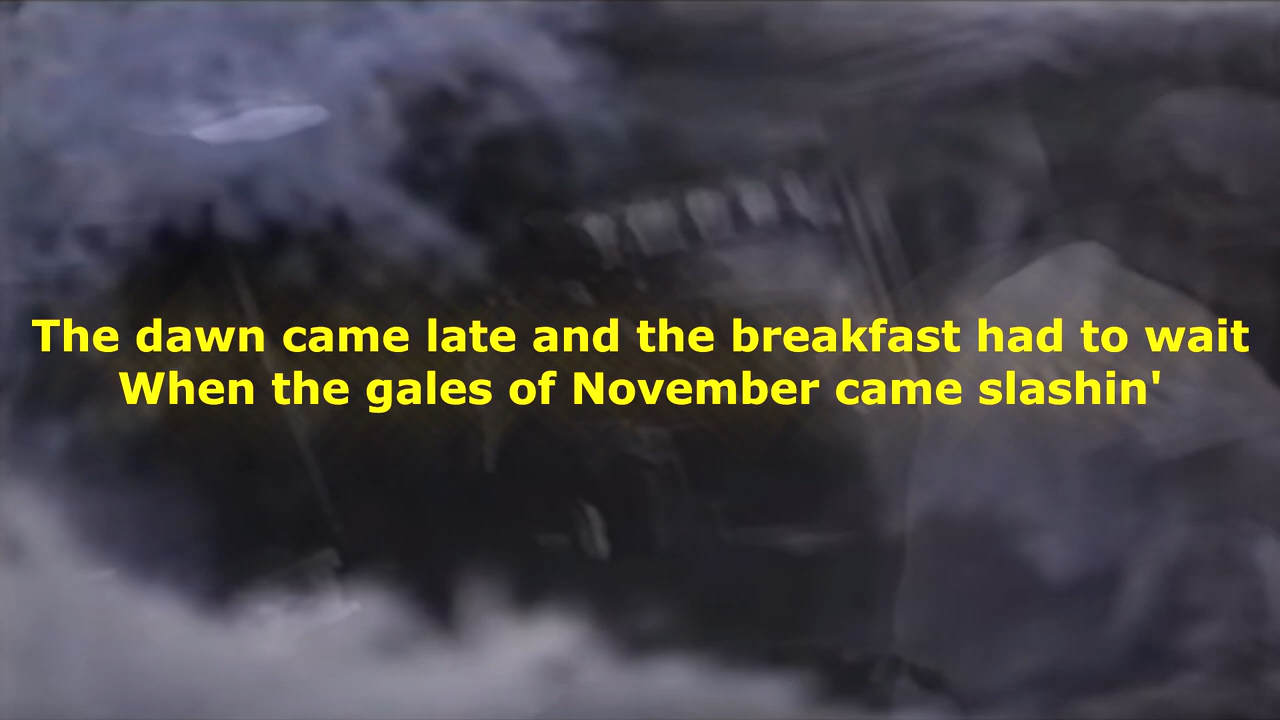 The dawn came late and the breakfast had to wait
When the gales of November came slashin'